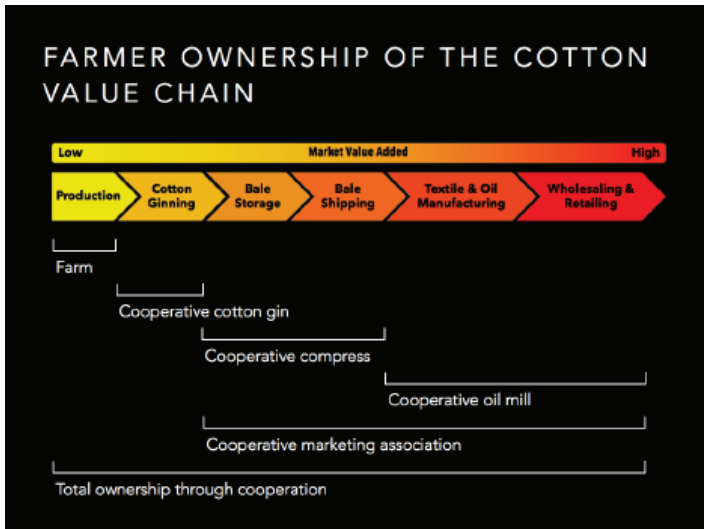 FARMER OWNERSHIP OF THE COTTON
VALUE CHAIN
Low Market Value Added High
Production
Cotton
Ginning
Bale
Storage
Bale
Shipping
Textile & Oil
Manufacturing
Wholesaling &
Retailing
Farm
Cooperative cotton gin
Cooperative compress
Cooperative oil mill
Cooperative marketing association
Total ownership through cooperation